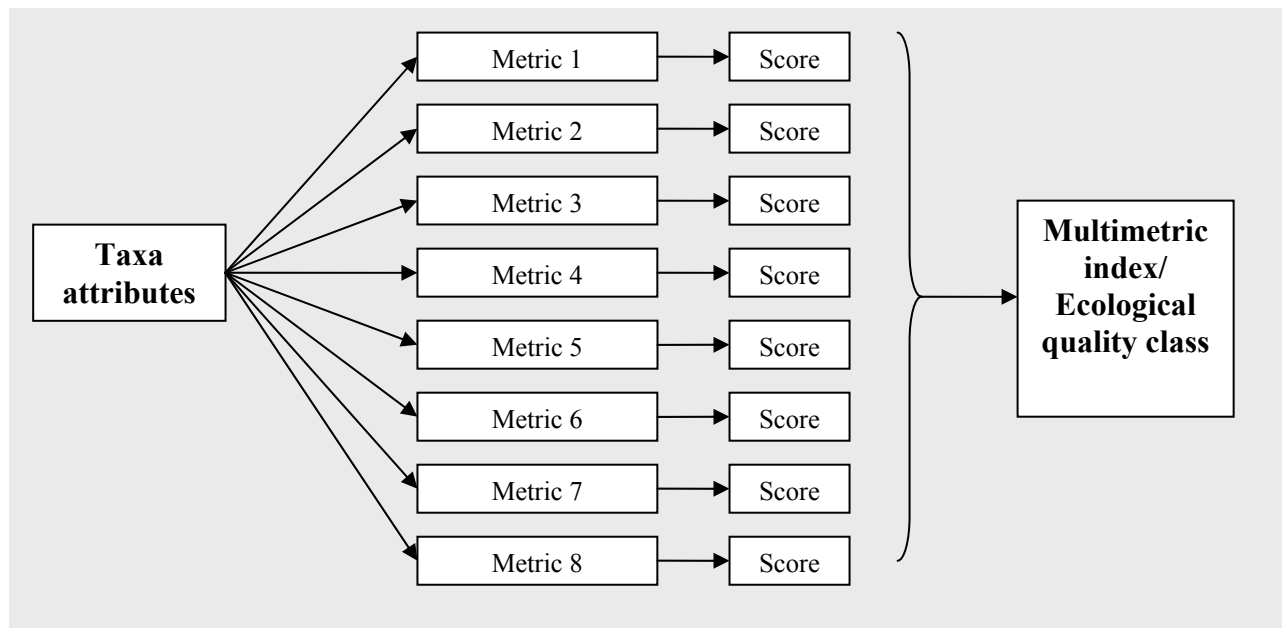 Metric 1
Score
Metric 2
Score
Metric 3
Score
Metric 4
Score
Metric 5
Score
Metric 6
Score
Metric 7
Score
Metric 8
Score
Taxa
attributes
Multimetric
index/
Ecological
quality class